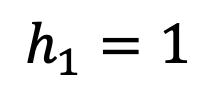 h₁ = 1